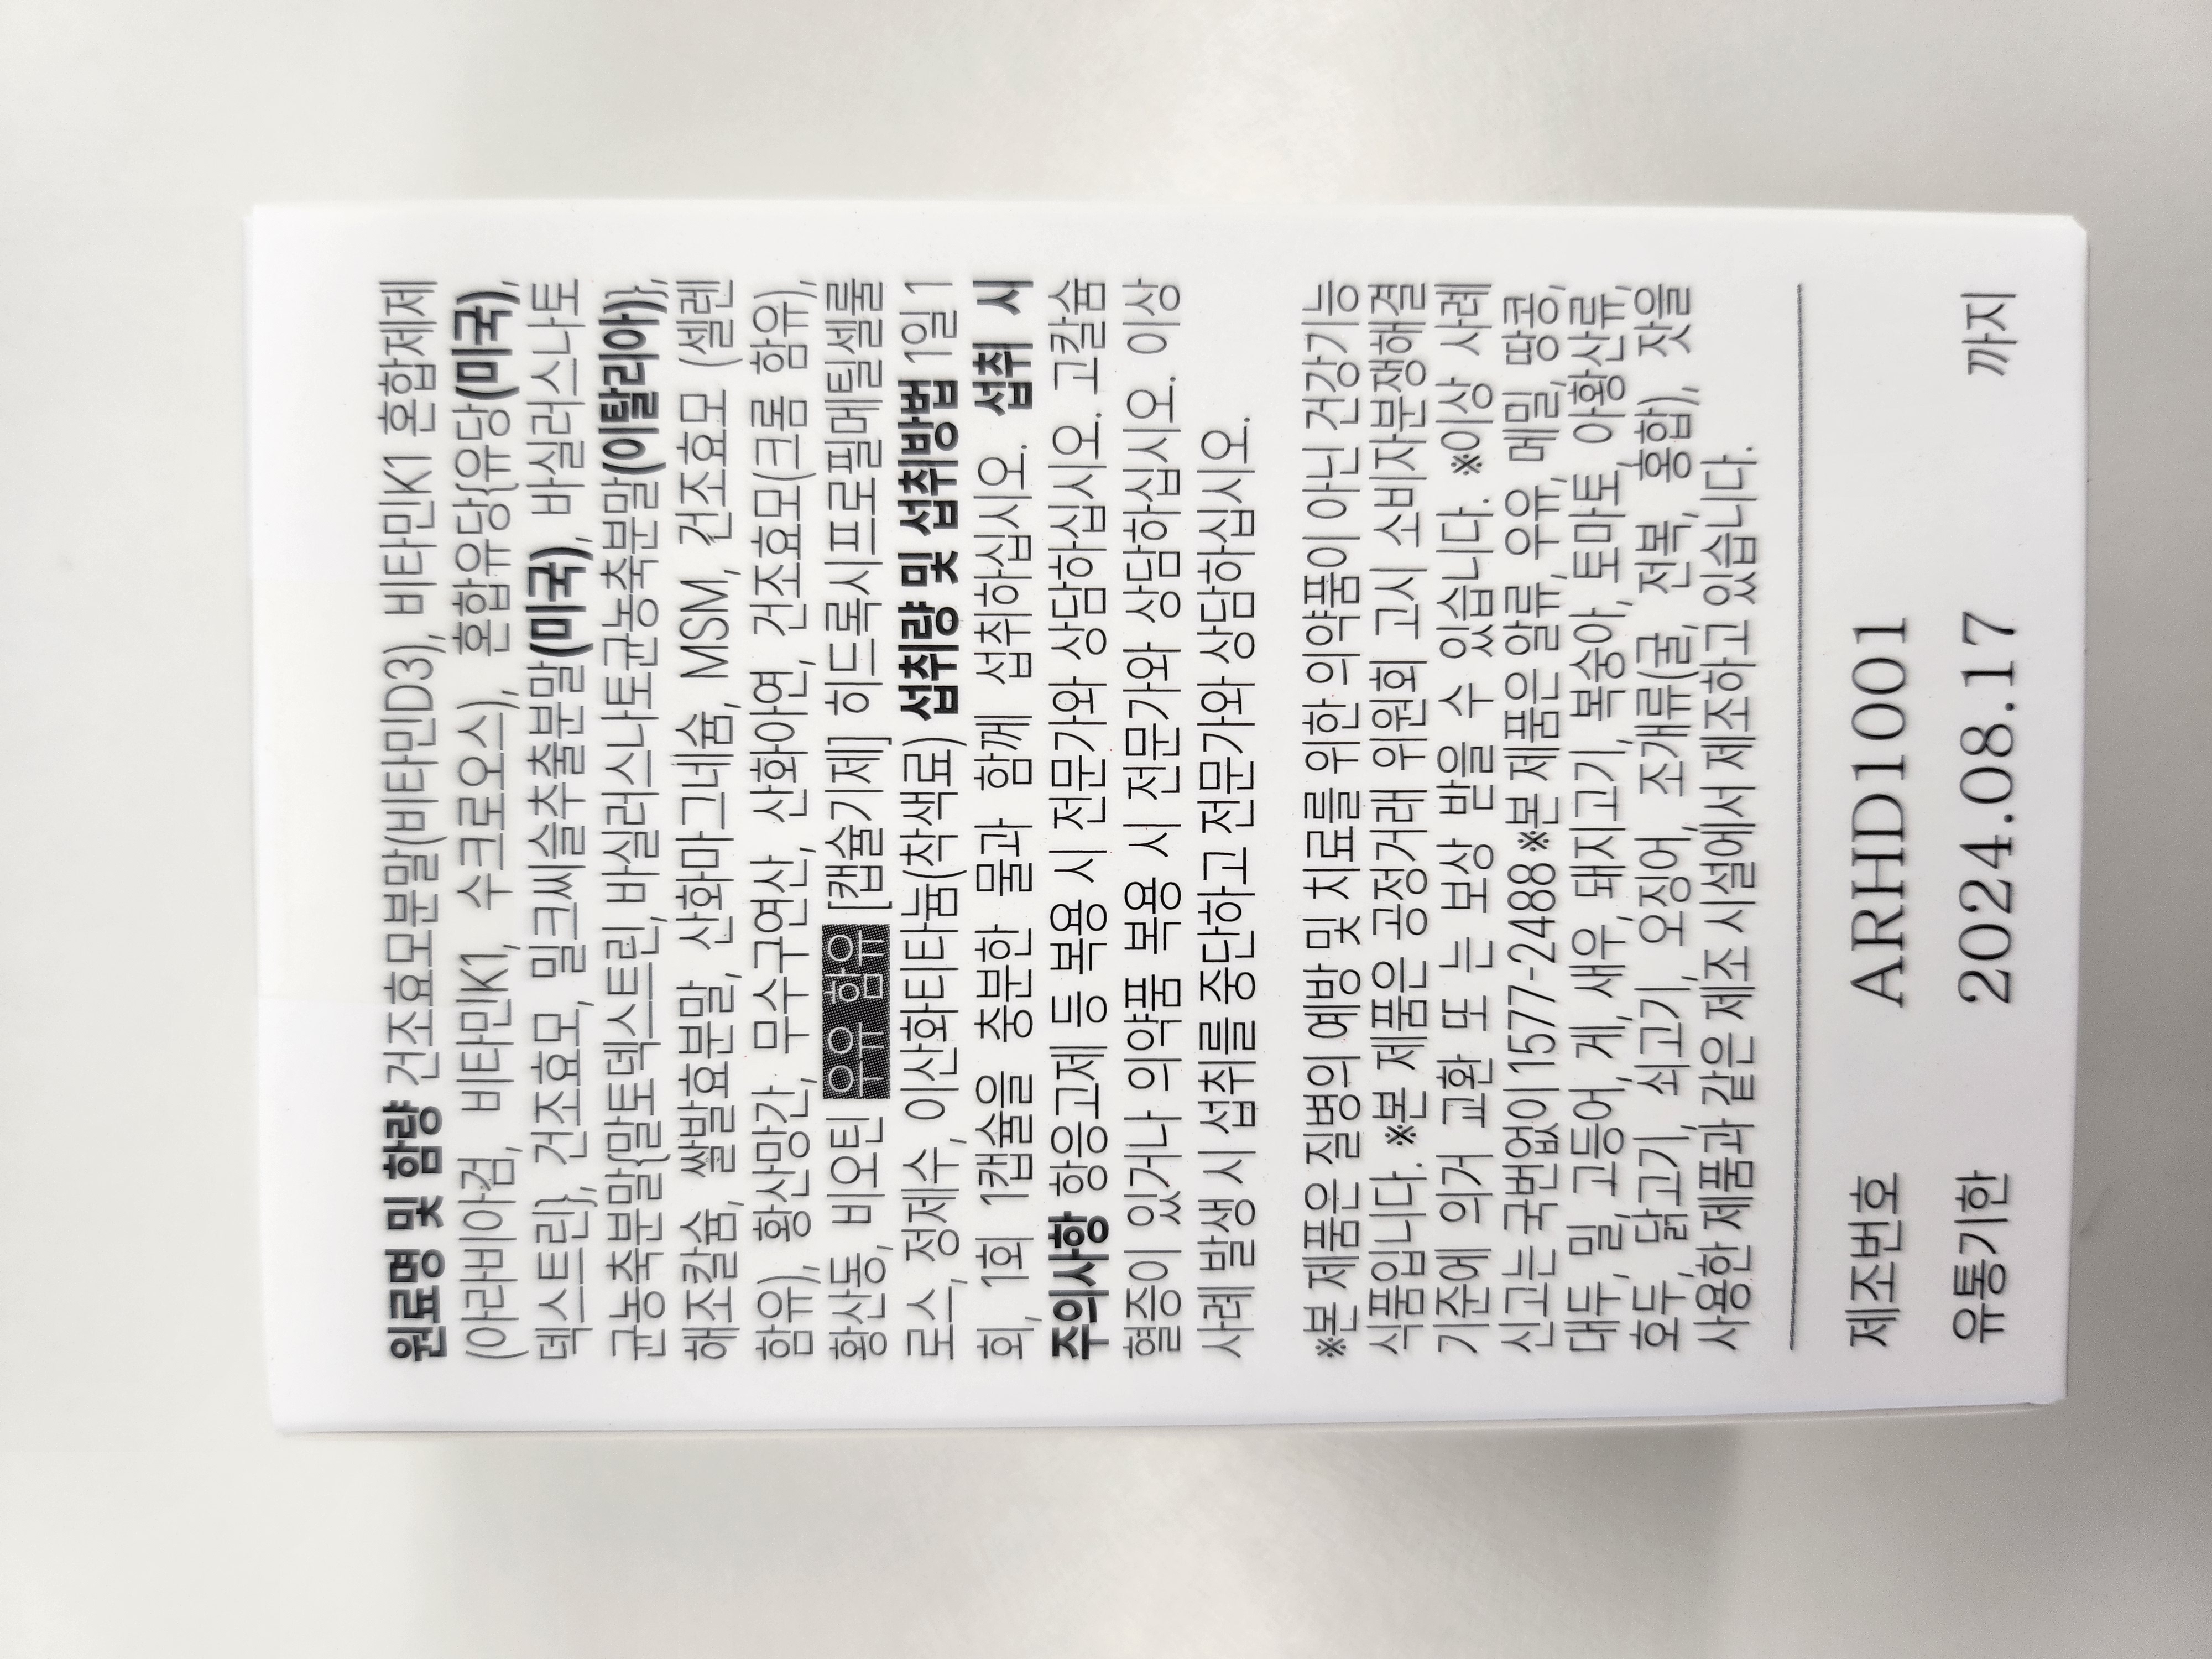 원료명 및 함량 건조효모분말(비타민D3), 비타민K1 혼합제제
(아라비아검, 비타민K1, 수크로오스), 혼합유당{유당(미국),
덱스트린}, 건조효모, 밀크씨슬추출분말(미국), 바실러스나토
균농축분말{말토덱스트린, 바실러스나토균농축분말(이탈리아)},
해조칼슘, 쌀발효분말, 산화마그네슘, MSM, 건조효모 (셀렌
함유), 황산망간, 무수구연산, 산화아연, 건조효모(크롬 함유),
황산동, 비오틴 우유 함유 [캡슐기제] 히드록시프로필메틸셀룰
로스, 정제수, 이산화티타늄(착색료) 섭취량 및 섭취방법 1일 1
회, 1회 1캡슐을 충분한 물과 함께 섭취하십시오. 섭취 시
주의사항 항응고제 등 복용 시 전문가와 상담하십시오. 고칼슘
혈증이 있거나 의약품 복용 시 전문가와 상담하십시오. 이상
사례 발생 시 섭취를 중단하고 전문가와 상담하십시오.
※본 제품은 질병의 예방 및 치료를 위한 의약품이 아닌 건강기능
식품입니다. ※본 제품은 공정거래 위원회 고시 소비자분쟁해결
기준에 의거 교환 또 는 보상 받을 수 있습니다. ※이상 사례
신고는 국번없이 1577-2488 ※본 제품은 알류, 우유, 메밀, 땅콩,
대두, 밀, 고등어, 게, 새우, 돼지고기, 복숭아, 토마토, 아황산류,
호두, 닭고기, 쇠고기, 오징어, 조개류(굴, 전복, 홍합), 잣을
사용한 제품과 같은 제조 시설에서 제조하고 있습니다.
제조번호 ARHD1001
유통기한 2024.08.17 까지